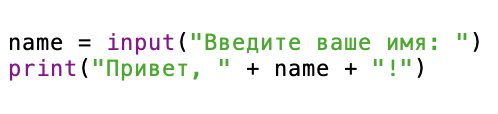 name = input("Введите ваше имя: ")
print("Привет, " + name + "!")